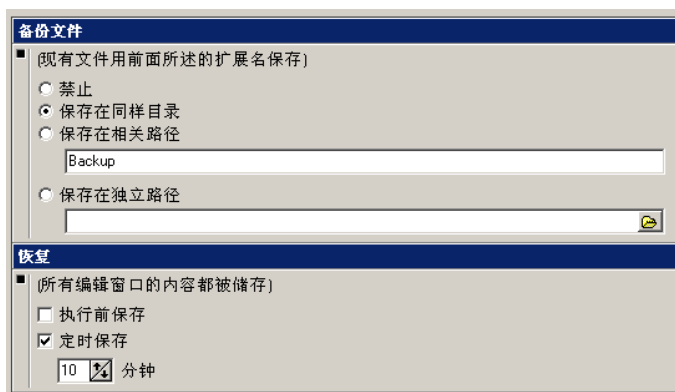 备份文件
(现有文件用前面所述的扩展名保存)
禁止
保存在同样目录
保存在相关路径
Backup
保存在独立路径
恢复
(所有编辑窗口的内容都被储存)
执行前保存
定时保存
10 分钟